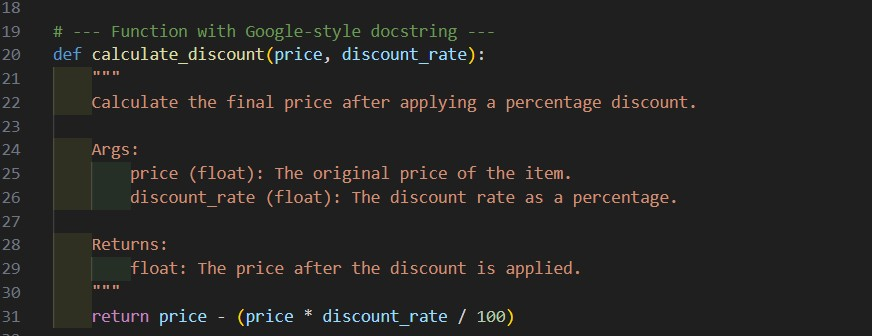 18
19 # --- Function with Google-style docstring ---
20 def calculate_discount(price, discount_rate):
21     """
22     Calculate the final price after applying a percentage discount.
23
24     Args:
25         price (float): The original price of the item.
26         discount_rate (float): The discount rate as a percentage.
27
28     Returns:
29         float: The price after the discount is applied.
30     """
31     return price - (price * discount_rate / 100)